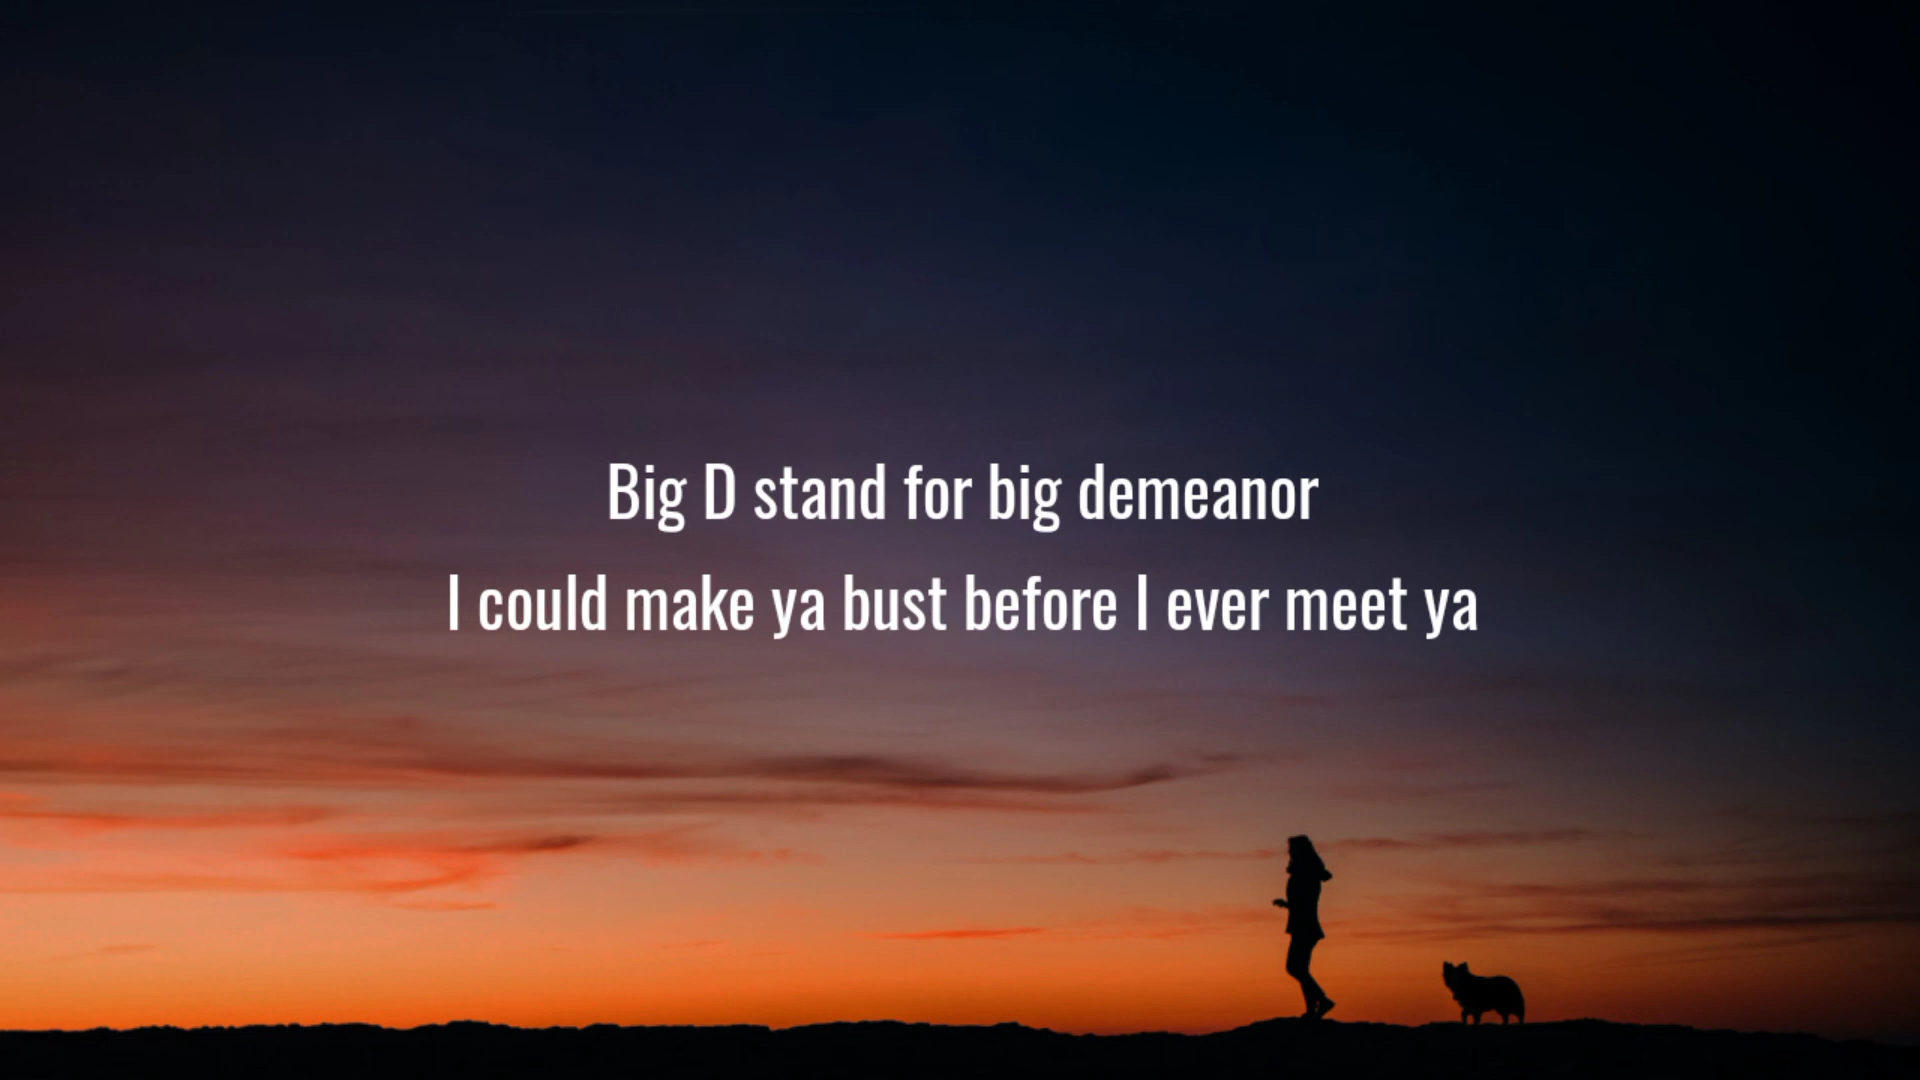 Big D stand for big demeanor
I could make ya bust before I ever meet ya